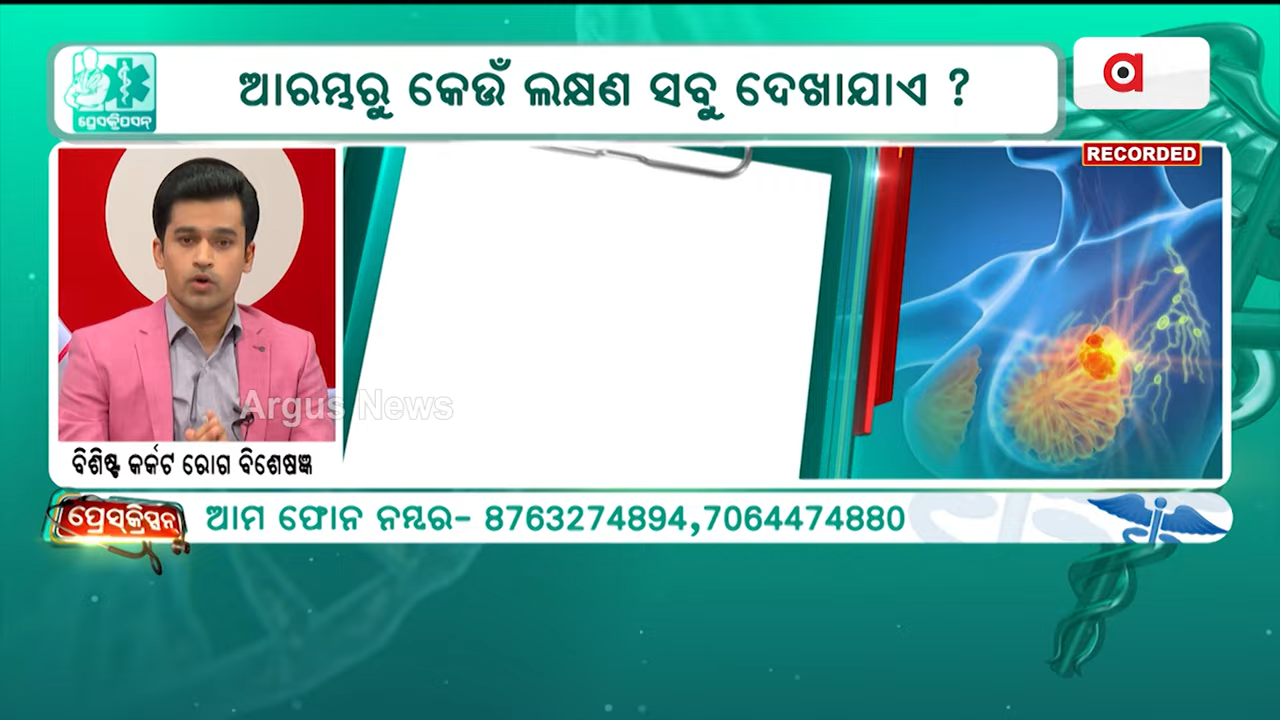 ଆରମ୍ଭରୁ କେଉଁ ଲକ୍ଷଣ ସବୁ ଦେଖାଯାଏ ?
ପ୍ରେସକ୍ରିପସନ୍
a
RECORDED
Argus News
ବିଶିଷ୍ଟ କର୍କଟ ରୋଗ ବିଶେଷଜ୍ଞ
ପ୍ରେସକ୍ରିପ୍ସନ
ଆମ ଫୋନ ନମ୍ବର- 8763274894,7064474880